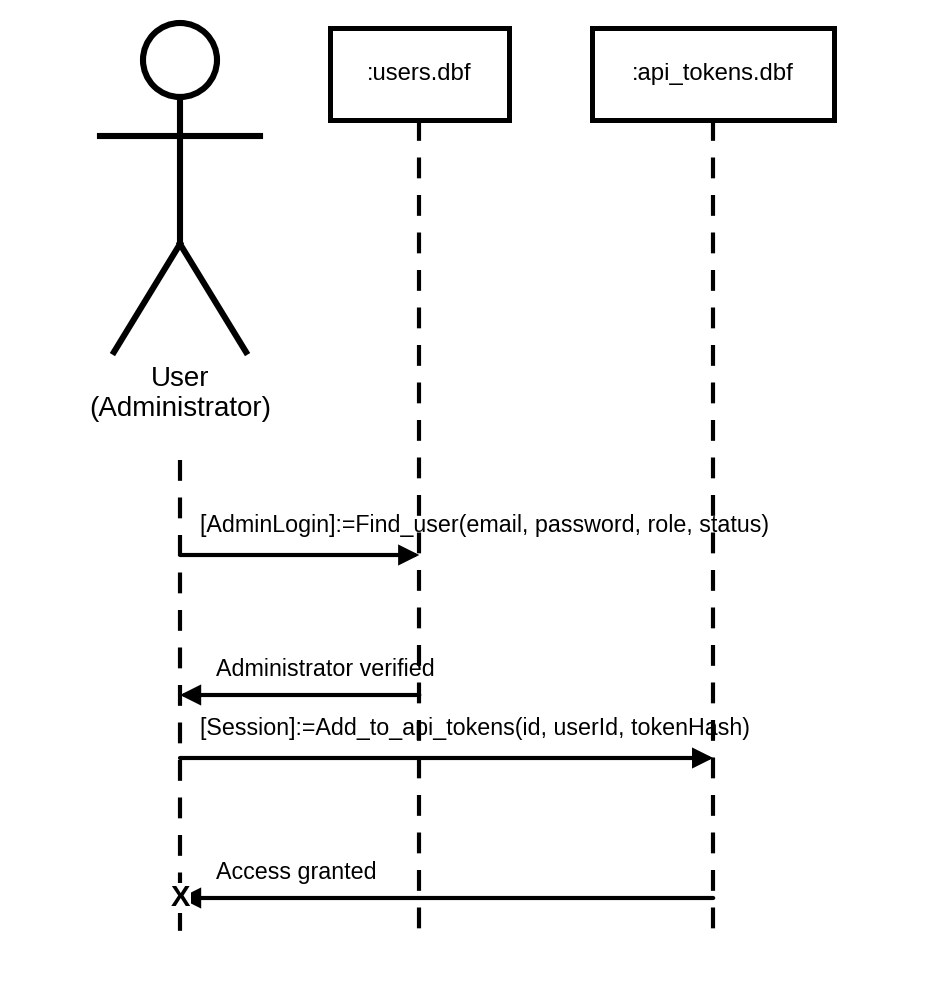 :users.dbf
:api_tokens.dbf
User
(Administrator)
[AdminLogin]:=Find_user(email, password, role, status)
Administrator verified
[Session]:=Add_to_api_tokens(id, userId, tokenHash)
Access granted
X